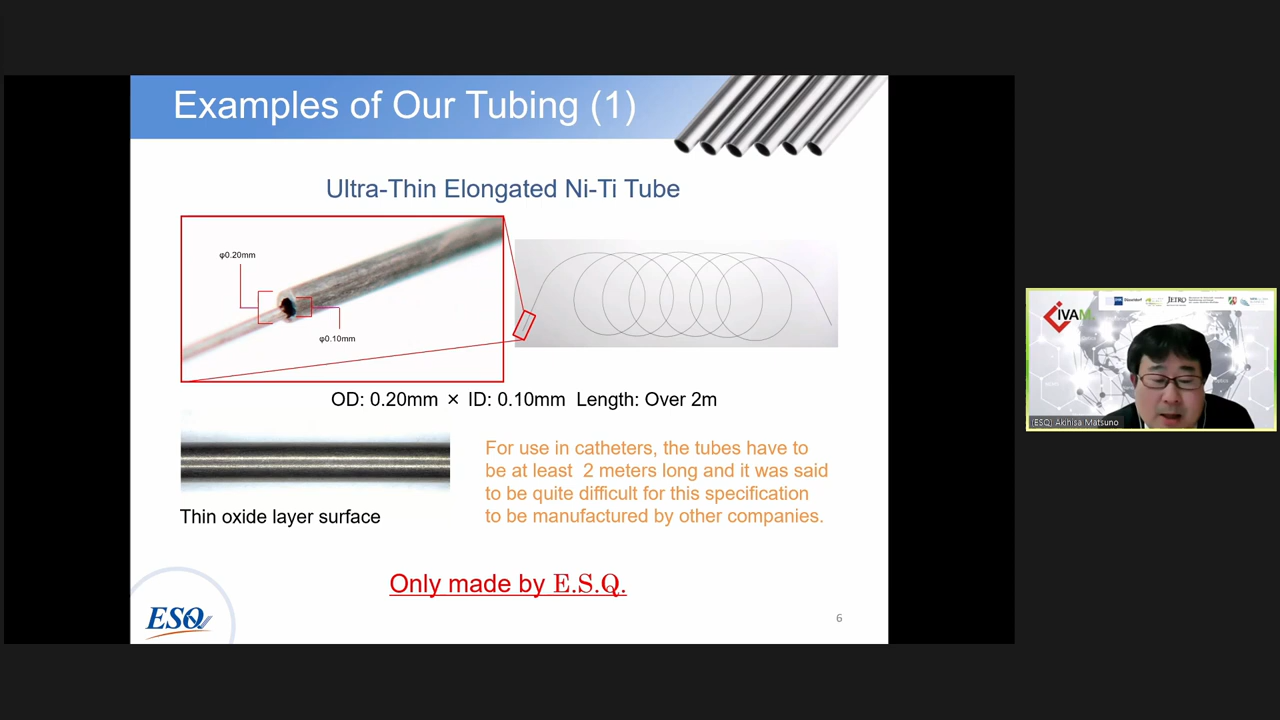 Examples of Our Tubing (1)
Ultra-Thin Elongated Ni-Ti Tube
φ0.20mm
φ0.10mm
OD: 0.20mm × ID: 0.10mm Length: Over 2m
For use in catheters, the tubes have to
be at least 2 meters long and it was said
to be quite difficult for this specification
to be manufactured by other companies.
Thin oxide layer surface
Only made by E.S.Q.
ESQ
6
IVAM
JETRO
(ESQ) Akihisa Matsuno